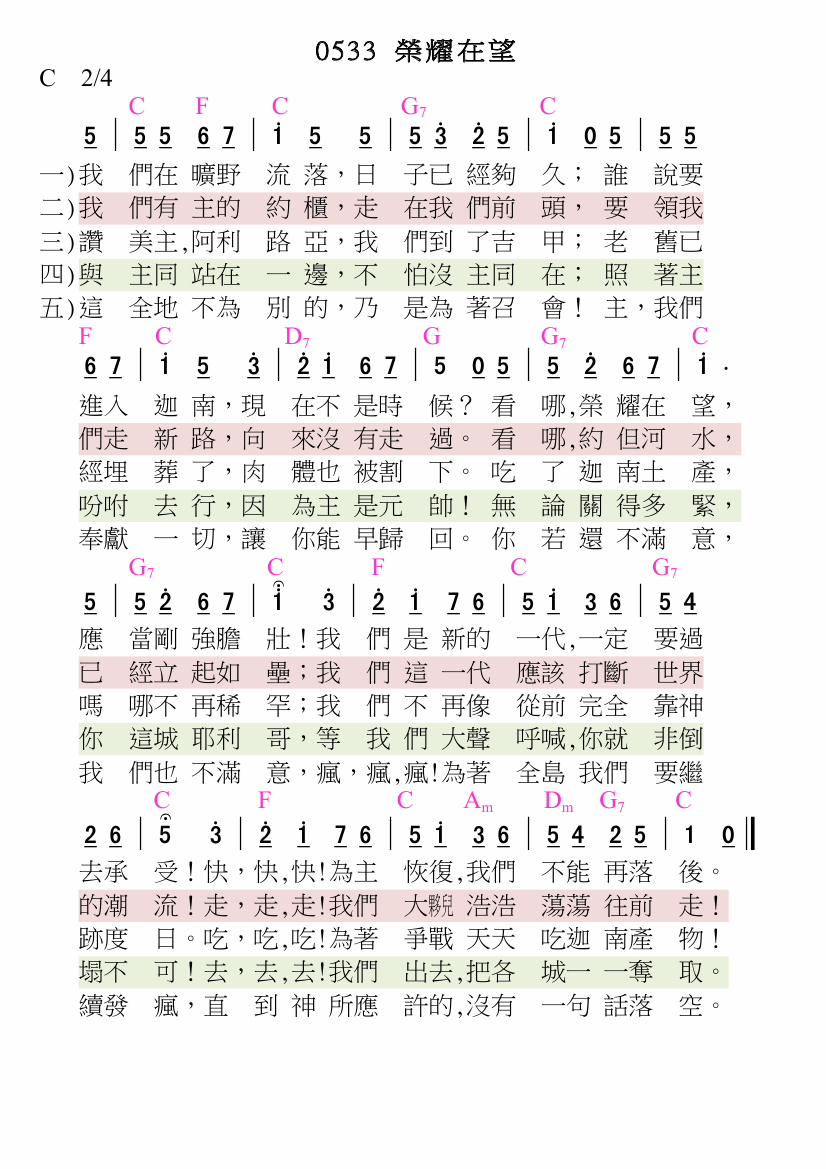 0533 榮耀在望
C 2/4
C F C G7 C
5 | 5 5 6 7 | i 5 5 | 5 3̇ 2̇ 5 | i 0 5 | 5 5
一)我 們在 曠野 流 落，日 子已 經夠 久； 誰 說要
二)我 們有 主的 約 櫃，走 在我 們前 頭， 要 領我
三)讚 美主,阿利 路 亞，我 們到 了吉 甲； 老 舊已
四)與 主同 站在 一 邊，不 怕沒 主同 在； 照 著主
五)這 全地 不為 別 的，乃 是為 著召 會！ 主，我們
F C D7 G G7 C
6 7 | i 5 3̇ | 2̇ i 6 7 | 5 0 5 | 5 2̇ 6 7 | i .
進入 迦 南，現 在不 是時 候？ 看 哪,榮 耀在 望，
們走 新 路，向 來沒 有走 過。 看 哪,約 但河 水，
經埋 葬 了，肉 體也 被割 下。 吃 了 迦 南土 產，
吩咐 去 行，因 為主 是元 帥！ 無 論 關 得多 緊，
奉獻 一 切，讓 你能 早歸 回。 你 若 還 不滿 意，
G7 C F C G7
5 | 5 2̇ 6 7 | i 3̇ | 2̇ i 7 6 | 5 i 3 6 | 5 4
應 當剛 強膽 壯！我 們 是 新的 一代,一定 要過
已 經立 起如 壘；我 們 這 一代 應該 打斷 世界
嗎 哪不 再稀 罕；我 們 不 再像 從前 完全 靠神
你 這城 耶利 哥，等 我 們 大聲 呼喊,你就 非倒
我 們也 不滿 意，瘋，瘋,瘋!為著 全島 我們 要繼
C F C Am Dm G7 C
2 6 | 5 3̇ | 2̇ i 7 6 | 5 i 3 6 | 5 4 2 5 | 1 0
去承 受！快，快,快!為主 恢復,我們 不能 再落 後。
的潮 流！走，走,走!我們 大夥兒 浩浩 蕩蕩 往前 走！
跡度 日。吃，吃,吃!為著 爭戰 天天 吃迦 南產 物！
塌不 可！去，去,去!我們 出去,把各 城一 一奪 取。
續發 瘋，直 到 神 所應 許的,沒有 一句 話落 空。